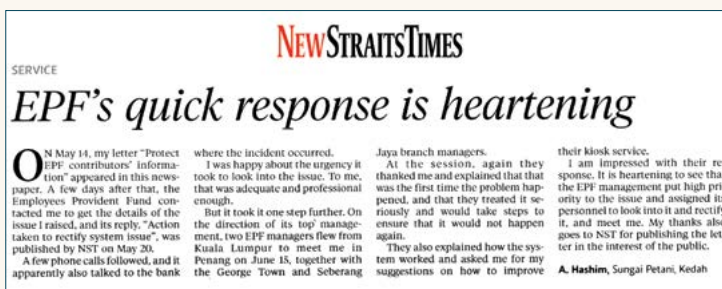 NEWSTRAITSTIMES
SERVICE
EPF's quick response is heartening
ON May 14, my letter "Protect
EPF contributors' informa-
tion" appeared in this news-
paper. A few days after that, the
Employees Provident Fund con-
tacted me to get the details of the
issue I raised, and its reply, "Action
taken to rectify system issue", was
published by NST on May 20.
A few phone calls followed, and it
apparently also talked to the bank
where the incident occurred.
I was happy about the urgency it
took to look into the issue. To me,
that was adequate and professional
enough.
But it took it one step further. On
the direction of its top manage-
ment, two EPF managers flew from
Kuala Lumpur to meet me in
Penang on June 15, together with
the George Town and Seberang
Jaya branch managers.
At the session, again they
thanked me and explained that that
was the first time the problem hap-
pened, and that they treated it se-
riously and would take steps to
ensure that it would not happen
again.
They also explained how the sys-
tem worked and asked me for my
suggestions on how to improve
their kiosk service.
I am impressed with their re
sponse. It is heartening to see tha
the EPF management put high pri
ority to the issue and assigned it
personnel to look into it and rectify
it, and meet me. My thanks also
goes to NST for publishing the let
ter in the interest of the public.
A. Hashim, Sungai Petani, Kedah